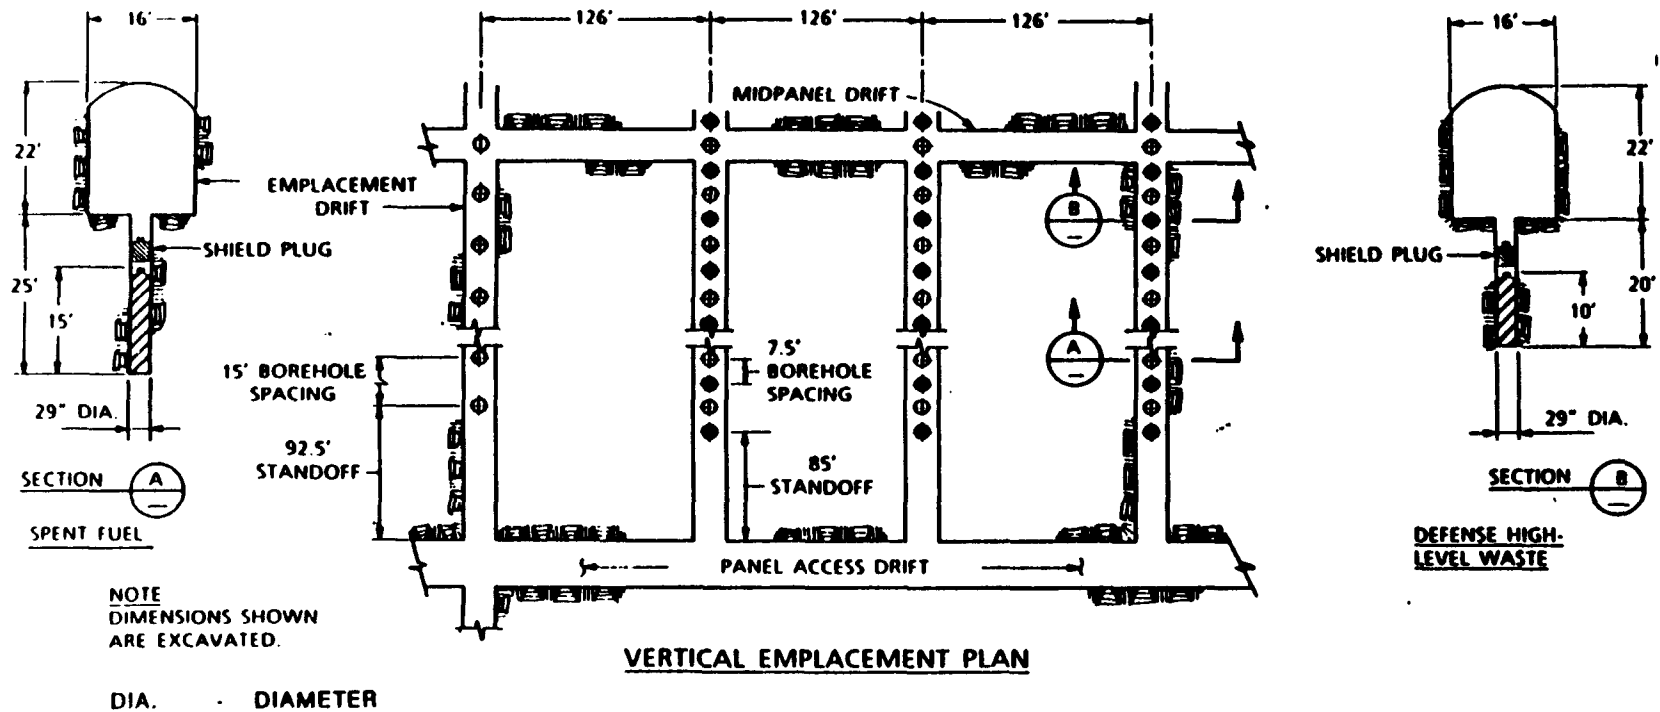 16'
126'
126'
126'
16'
MIDPANEL DRIFT
22'
22'
EMPLACEMENT
DRIFT
B
SHIELD PLUG
SHIELD PLUG
25'
20'
15'
10'
15' BOREHOLE
SPACING
7.5'
BOREHOLE
SPACING
A
29" DIA.
29" DIA.
92.5'
STANDOFF
85'
STANDOFF
SECTION A
SPENT FUEL
SECTION B
DEFENSE HIGH-
LEVEL WASTE
PANEL ACCESS DRIFT
NOTE
DIMENSIONS SHOWN
ARE EXCAVATED.
VERTICAL EMPLACEMENT PLAN
DIA. - DIAMETER